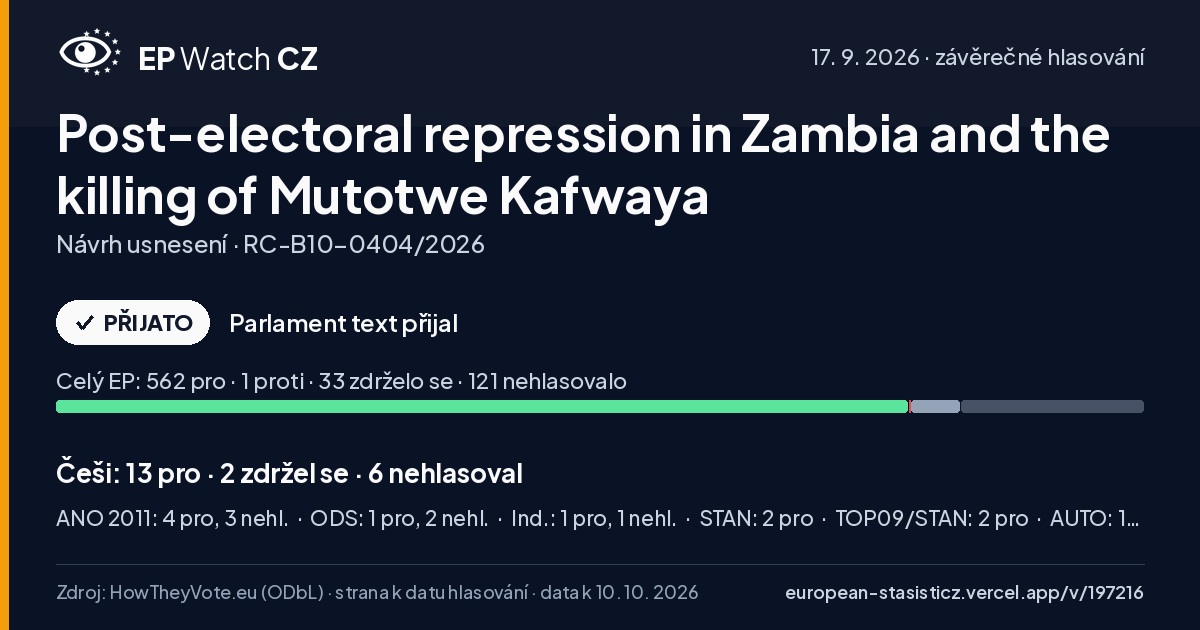 EP Watch CZ
17. 9. 2026 · závěrečné hlasování
Post-electoral repression in Zambia and the
killing of Mutotwe Kafwaya
Návrh usnesení · RC-B10-0404/2026
✓ PŘIJATO
Parlament text přijal
Celý EP: 562 pro · 1 proti · 33 zdrželo se · 121 nehlasovalo
Češi: 13 pro · 2 zdržel se · 6 nehlasoval
ANO 2011: 4 pro, 3 nehl. · ODS: 1 pro, 2 nehl. · Ind.: 1 pro, 1 nehl. · STAN: 2 pro · TOP09/STAN: 2 pro · AUTO: 1…
Zdroj: HowTheyVote.eu (ODbL) · strana k datu hlasování · data k 10. 10. 2026
european-stasisticz.vercel.app/v/197216